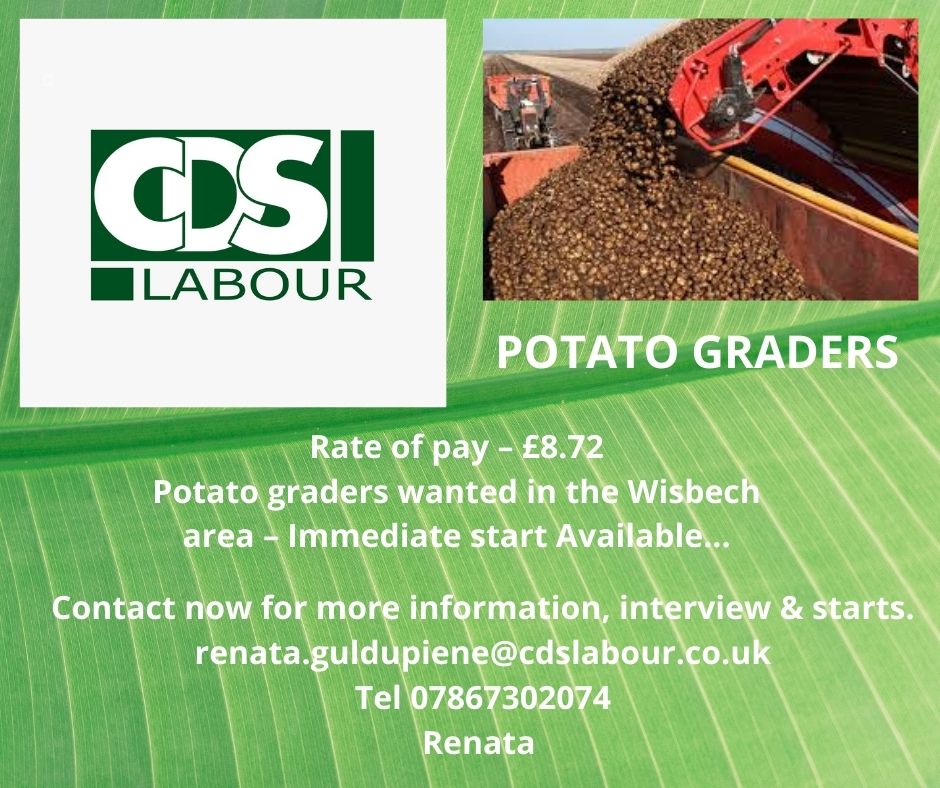 CDS
LABOUR
POTATO GRADERS
Rate of pay – £8.72
Potato graders wanted in the Wisbech
area – Immediate start Available...
Contact now for more information, interview & starts.
renata.guldupiene@cdslabour.co.uk
Tel 07867302074
Renata